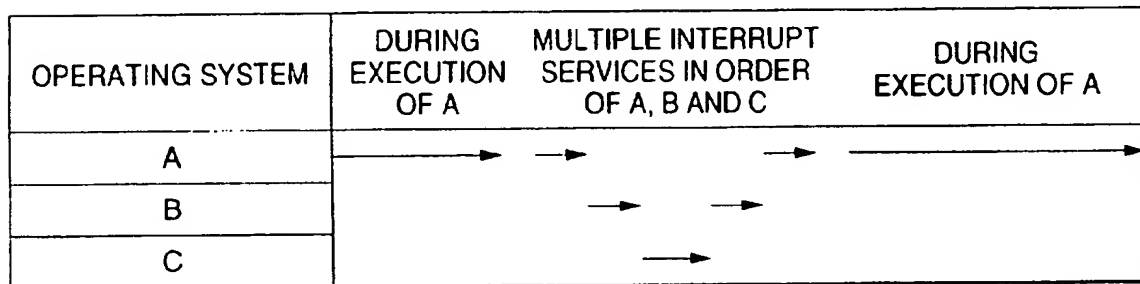 OPERATING SYSTEM
DURING
EXECUTION
OF A
MULTIPLE INTERRUPT
SERVICES IN ORDER
OF A, B AND C
DURING
EXECUTION OF A
A
B
C